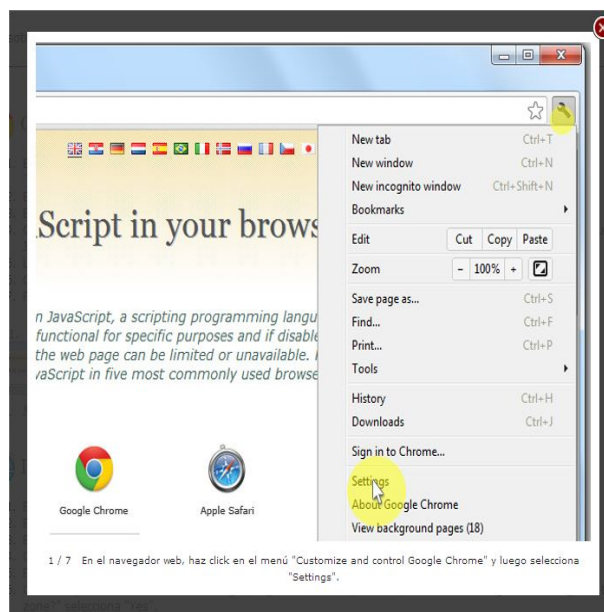 New tab Ctrl+T
New window Ctrl+N
New incognito window Ctrl+Shift+N
Bookmarks
Edit Cut Copy Paste
Zoom - 100% +
Save page as... Ctrl+S
Find... Ctrl+F
Print... Ctrl+P
Tools
History Ctrl+H
Downloads Ctrl+J
Sign in to Chrome...
Settings
About Google Chrome
View background pages (18)
Script in your brows
n JavaScript, a scripting programming langu
functional for specific purposes and if disable
the web page can be limited or unavailable.
vaScript in five most commonly used browse
Google Chrome Apple Safari
1 / 7 En el navegador web, haz click en el menú "Customize and control Google Chrome" y luego selecciona
"Settings".
zone?" selecciona "yes".